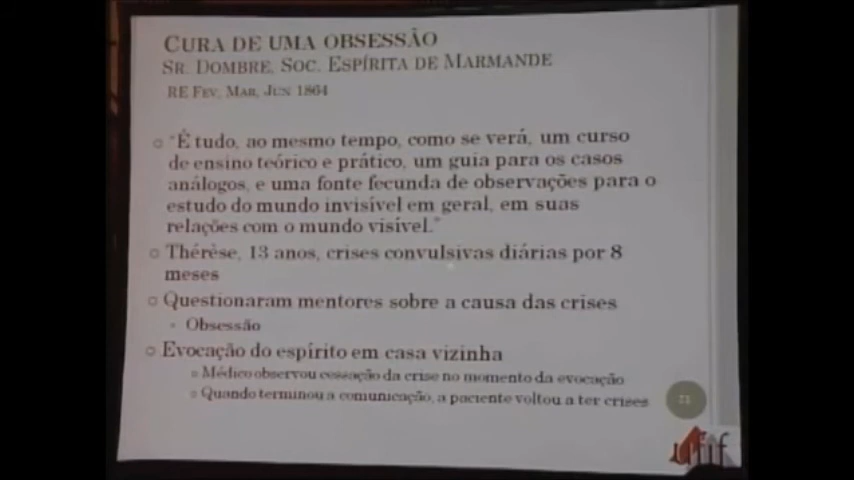 CURA DE UMA OBSESSÃO
SR. DOMBRE, SOC. ESPÍRITA DE MARMANDE
RE FEV, MAR, JUN 1864
"É tudo, ao mesmo tempo, como se verá, um curso
de ensino teórico e prático, um guia para os casos
análogos, e uma fonte fecunda de observações para o
estudo do mundo invisível em geral, em suas
relações com o mundo visível."
Thérèse, 13 anos, crises convulsivas diárias por 8
meses
Questionaram mentores sobre a causa das crises
Obsessão
Evocação do espírito em casa vizinha
Médico observou cessação da crise no momento da evocação
Quando terminou a comunicação, a paciente voltou a ter crises
ufjf